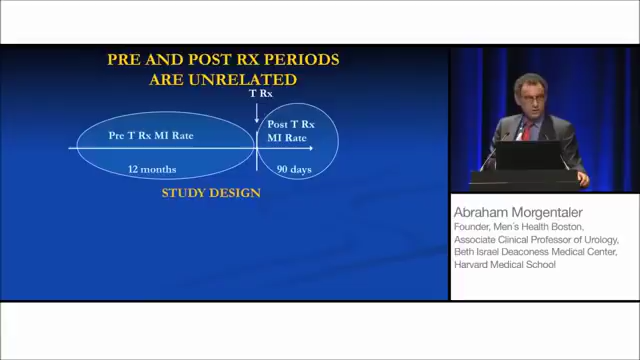 PRE AND POST RX PERIODS
ARE UNRELATED
T Rx
Pre T Rx MI Rate
Post T Rx
MI Rate
12 months
90 days
STUDY DESIGN
Abraham Morgentaler
Founder, Men´s Health Boston,
Associate Clinical Professor of Urology,
Beth Israel Deaconess Medical Center,
Harvard Medical School